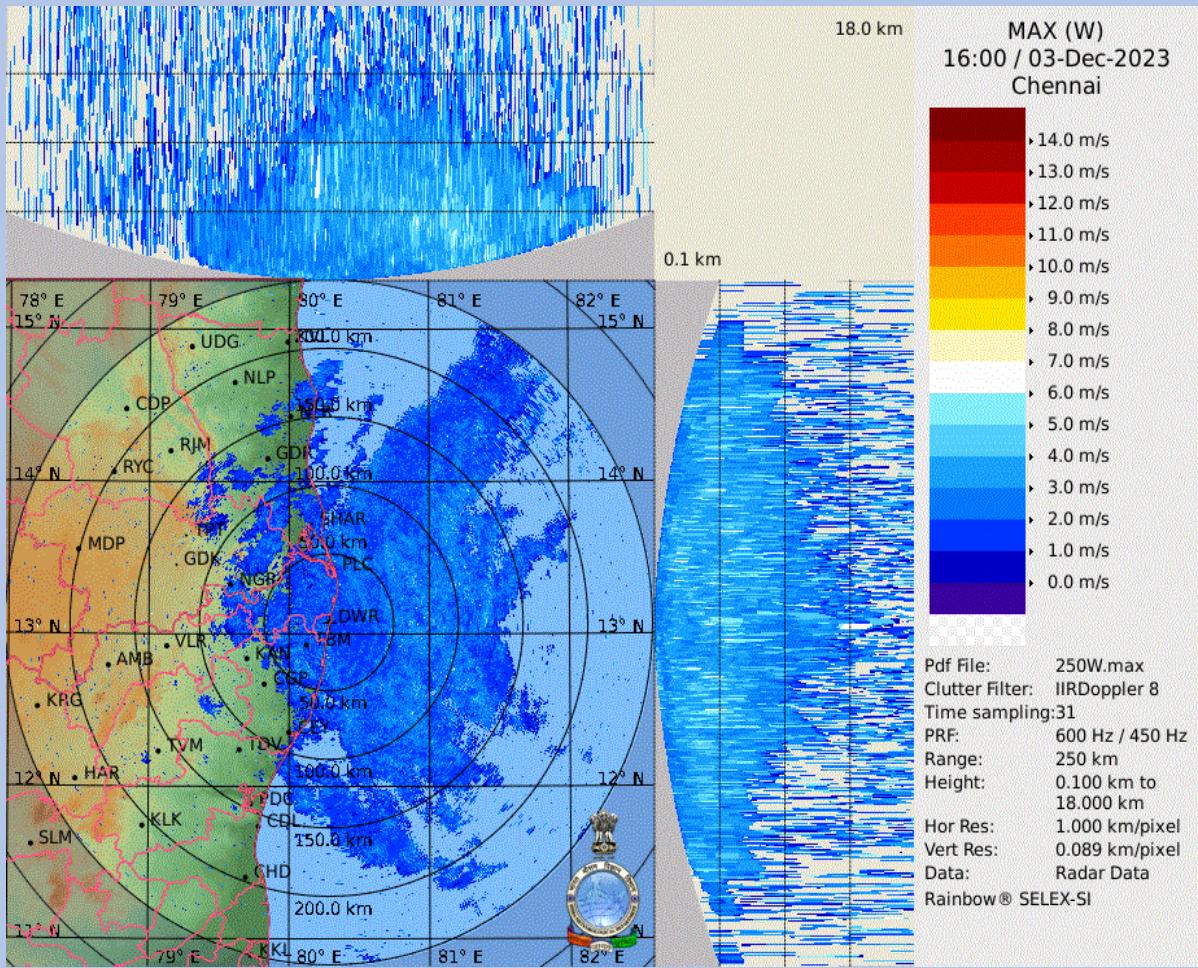 18.0 km
0.1 km
MAX (W)
16:00 / 03-Dec-2023
Chennai
14.0 m/s
13.0 m/s
12.0 m/s
11.0 m/s
10.0 m/s
9.0 m/s
8.0 m/s
7.0 m/s
6.0 m/s
5.0 m/s
4.0 m/s
3.0 m/s
2.0 m/s
1.0 m/s
0.0 m/s
Pdf File: 250W.max
Clutter Filter: IIRDoppler 8
Time sampling:31
PRF: 600 Hz / 450 Hz
Range: 250 km
Height: 0.100 km to
18.000 km
Hor Res: 1.000 km/pixel
Vert Res: 0.089 km/pixel
Data: Radar Data
Rainbow® SELEX-SI
78° E 79° E 80° E 81° E 82° E
15° N 15° N
UDG
NLP
CDP
150.0 km
RJM
GDR
RYC
14° N 100.0 km 14° N
SHAR
TPT
MDP
50.0 km
GDK
PLC
NGR
DWR
13° N 13° N
VLR
AMB
KAN
CGP
KRG
50.0 km
TVM
TDV
HAR
100.0 km
12° N 12° N
PDC
KLK
CDL
SLM
150.0 km
CHD
200.0 km
11° N
KKL
79° E 80° E 81° E 82° E